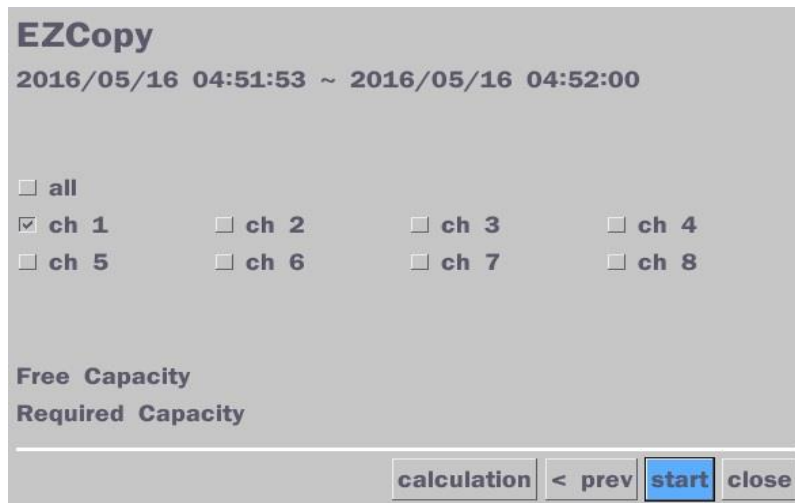 EZCopy
2016/05/16 04:51:53 ~ 2016/05/16 04:52:00
all
ch 1 ch 2 ch 3 ch 4
ch 5 ch 6 ch 7 ch 8
Free Capacity
Required Capacity
calculation < prev start close